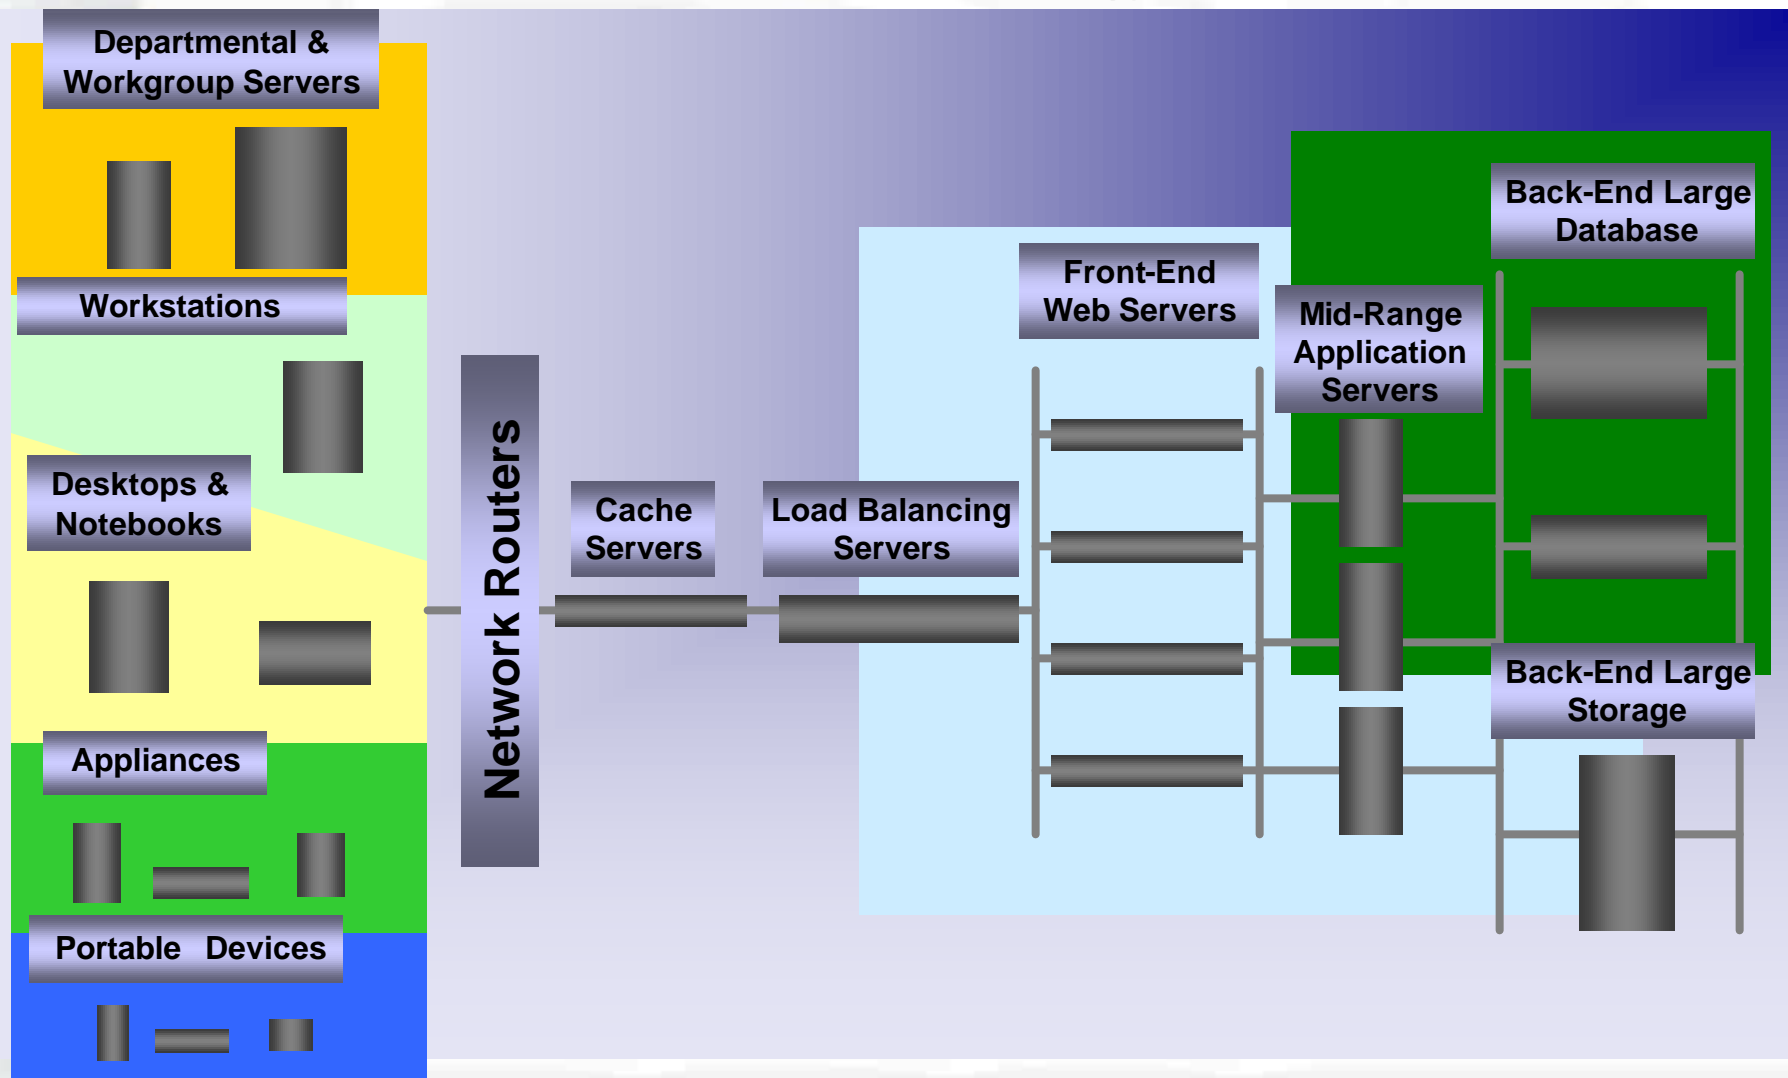 Departmental &
Workgroup Servers
Workstations
Desktops &
Notebooks
Appliances
Portable Devices
Network Routers
Cache
Servers
Load Balancing
Servers
Front-End
Web Servers
Mid-Range
Application
Servers
Back-End Large
Database
Back-End Large
Storage